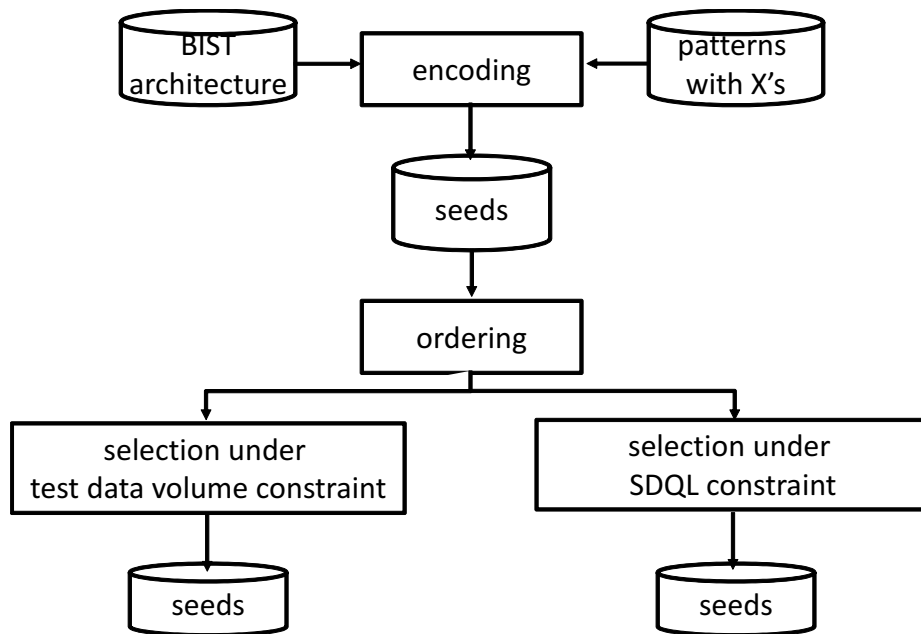 BIST
architecture
encoding
patterns
with X's
seeds
ordering
selection under
test data volume constraint
selection under
SDQL constraint
seeds
seeds